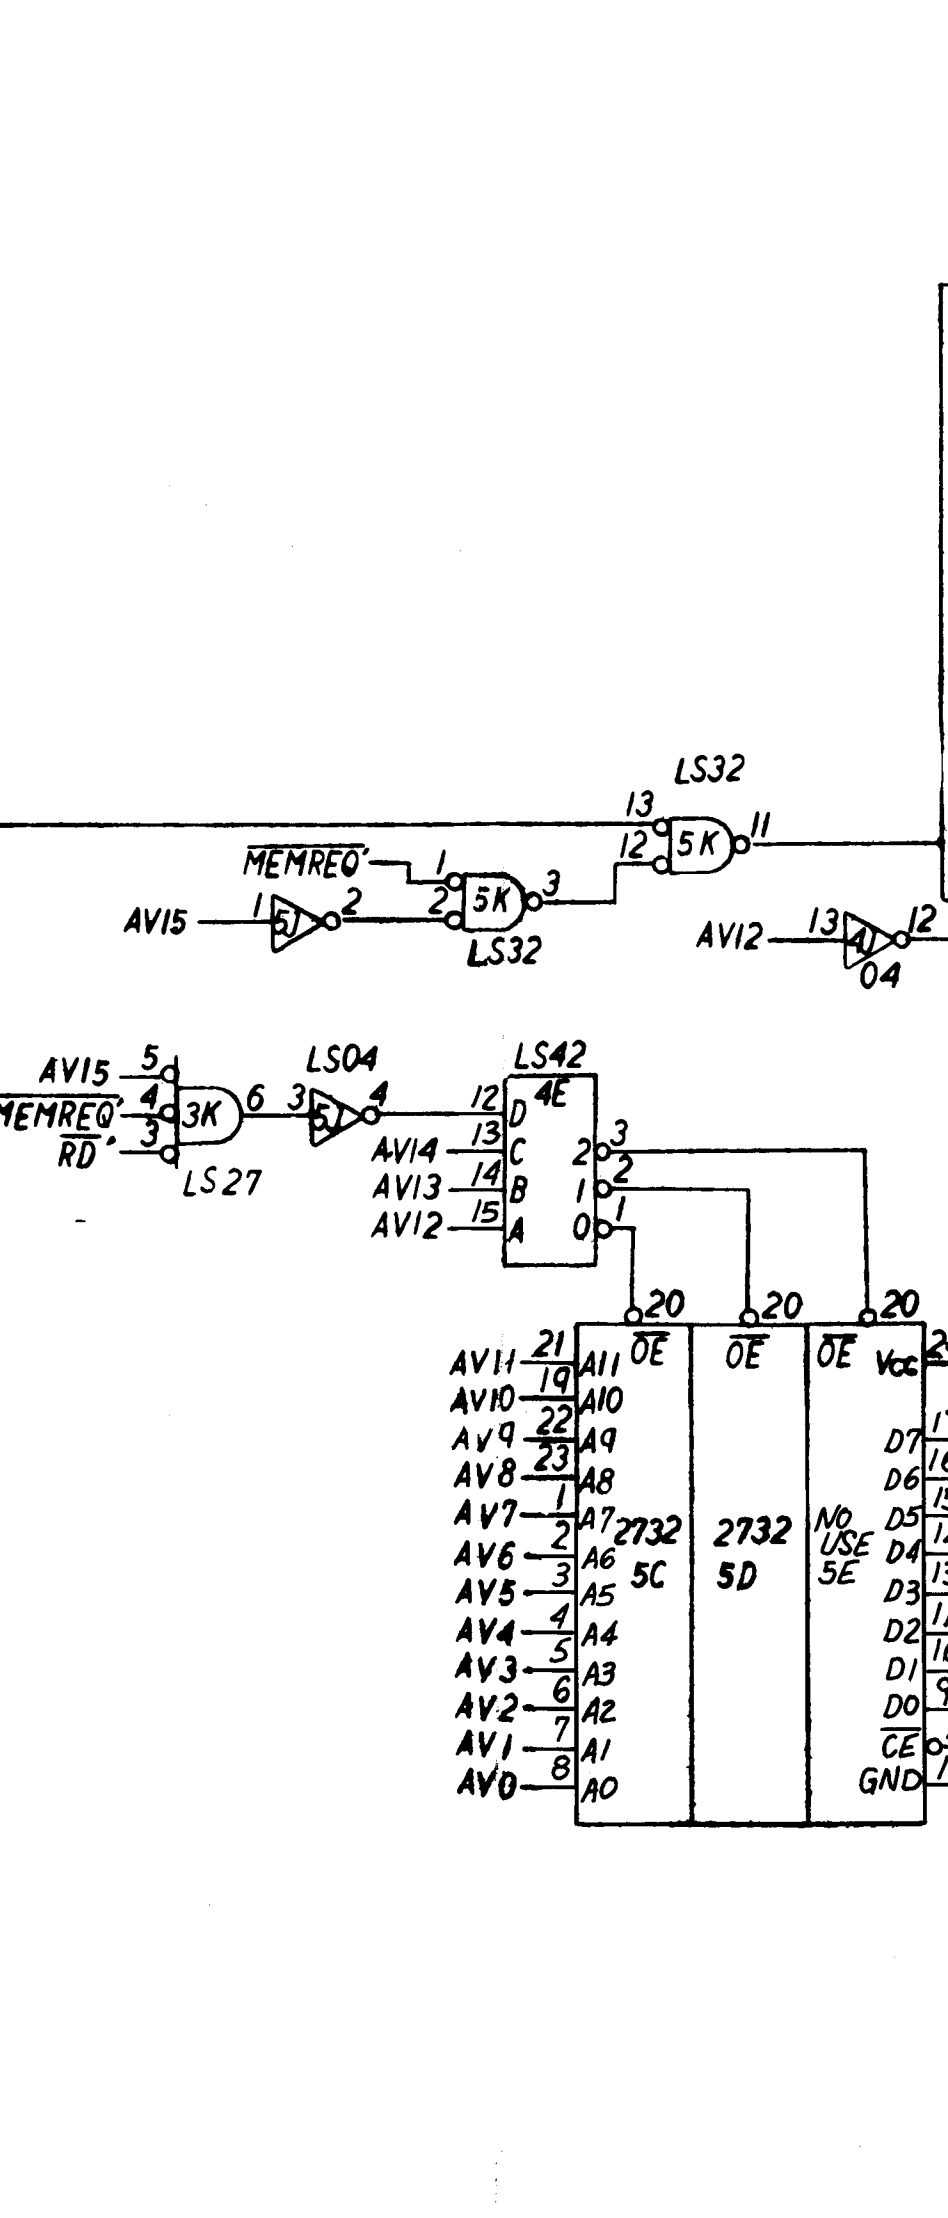 LS32
13
12
5K
11
MEMREQ'
1
2
5K
3
LS32
AV15
1
5J
2
AV12
13
4J
12
04
AV15
5
MEMREQ'
4
RD'
3
3K
6
LS27
LS04
3
5J
4
LS42
4E
12
D
AV14
13
C
AV13
14
B
AV12
15
A
2
3
1
2
0
1
20
20
20
OE
OE
OE
Vcc
AV11
21
A11
AV10
19
A10
AV9
22
A9
AV8
23
A8
AV7
1
A7
AV6
2
A6
AV5
3
A5
AV4
4
A4
AV3
5
A3
AV2
6
A2
AV1
7
A1
AV0
8
A0
2732
5C
2732
5D
NO
USE
5E
D7
D6
D5
D4
D3
D2
D1
D0
9
CE
GND